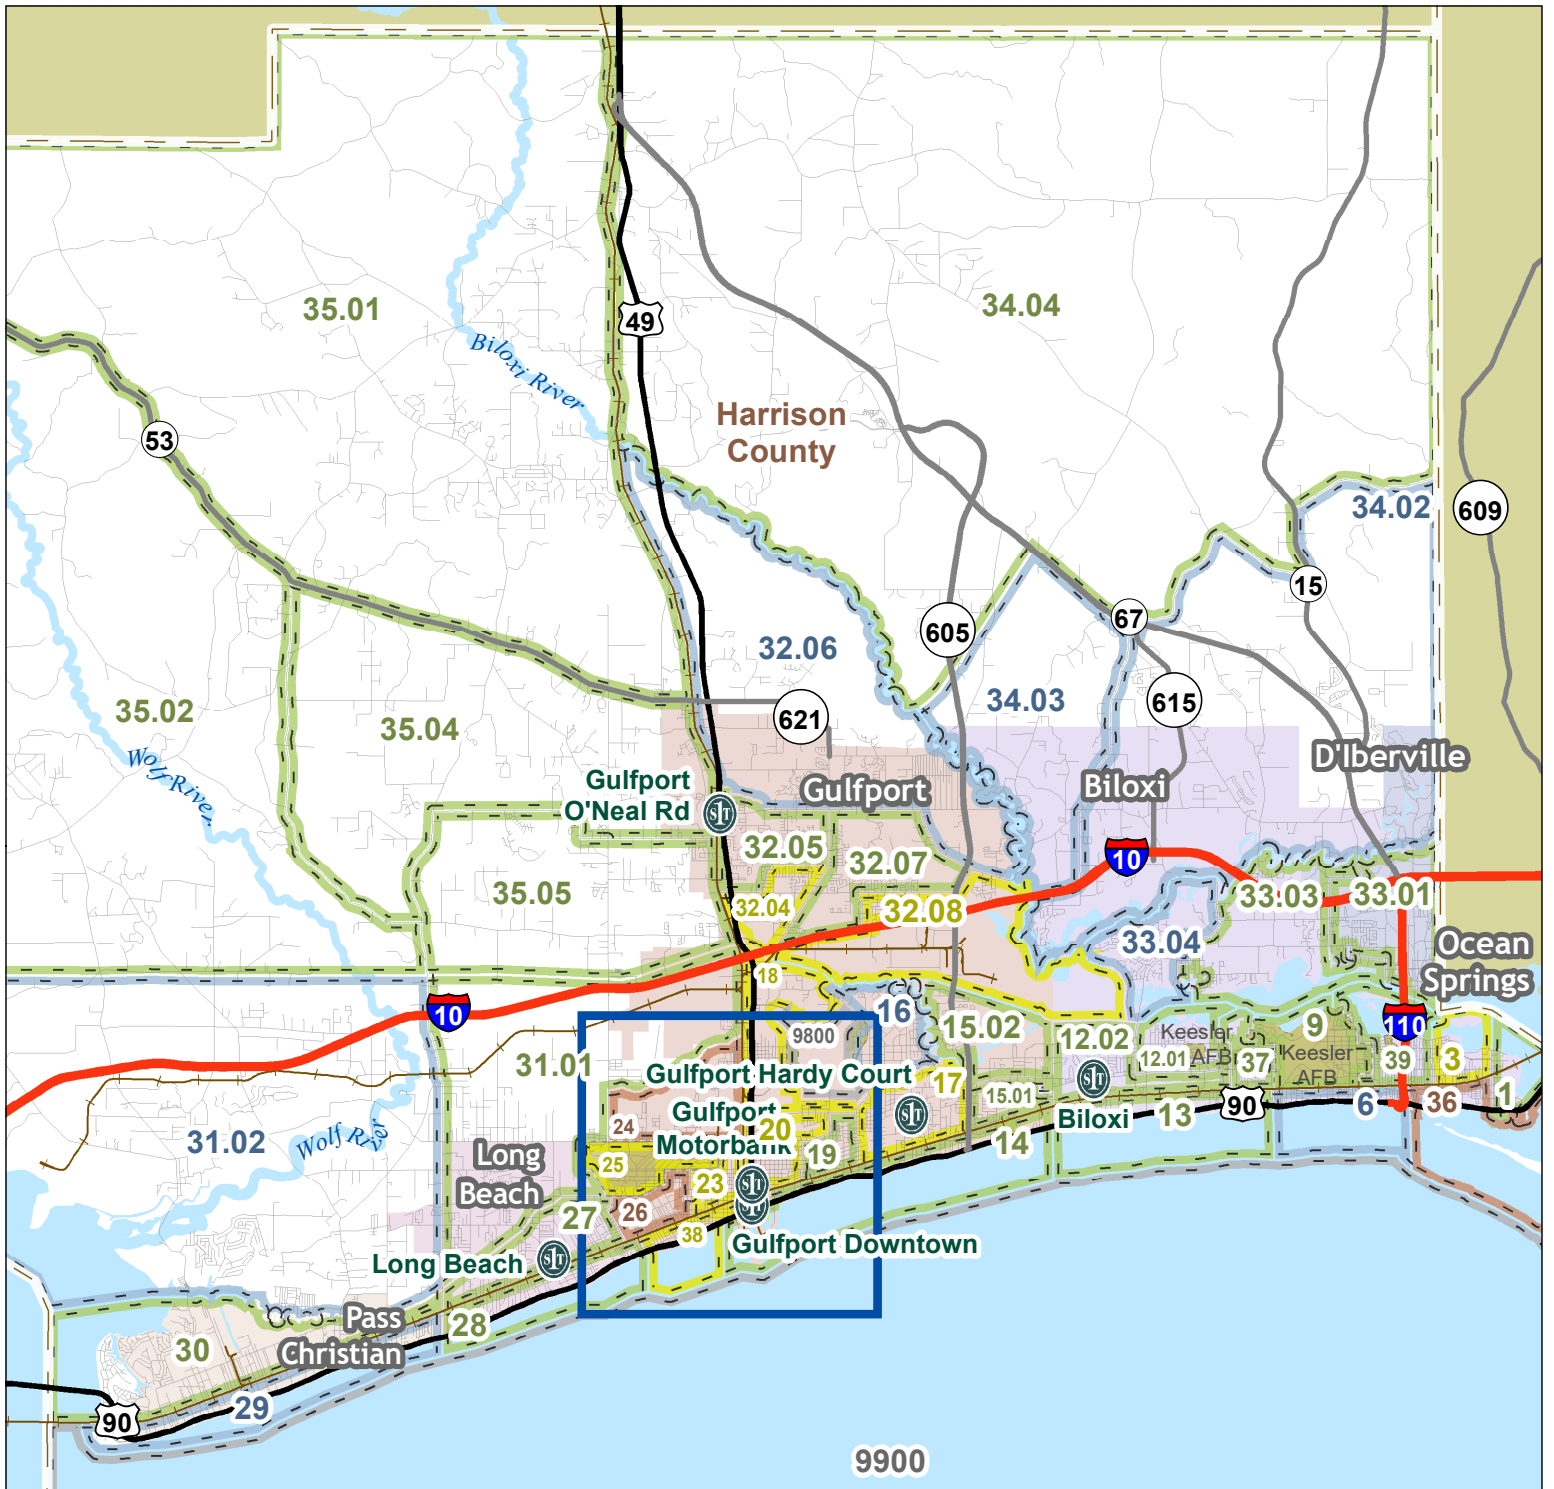 35.01
34.04
49
Biloxi River
Harrison
County
53
34.02
609
15
67
605
32.06
34.03
615
35.02
35.04
621
Wolf River
D'Iberville
Gulfport
O'Neal Rd
S1T
Gulfport
Biloxi
32.05
32.07
10
35.05
32.04
32.08
33.03
33.01
33.04
Ocean
Springs
18
10
16
15.02
12.02
9800
Keesler
AFB
12.01
37
9
Keesler
AFB
110
39
3
31.01
Gulfport Hardy Court
17
S1T
15.01
S1T
Biloxi
13
90
6
36
1
31.02
Wolf River
24
Gulfport
Motorbank
20
19
14
Long
Beach
25
23
S1T
S1T
27
26
38
Gulfport Downtown
Long Beach
S1T
Pass
Christian
28
30
29
90
9900